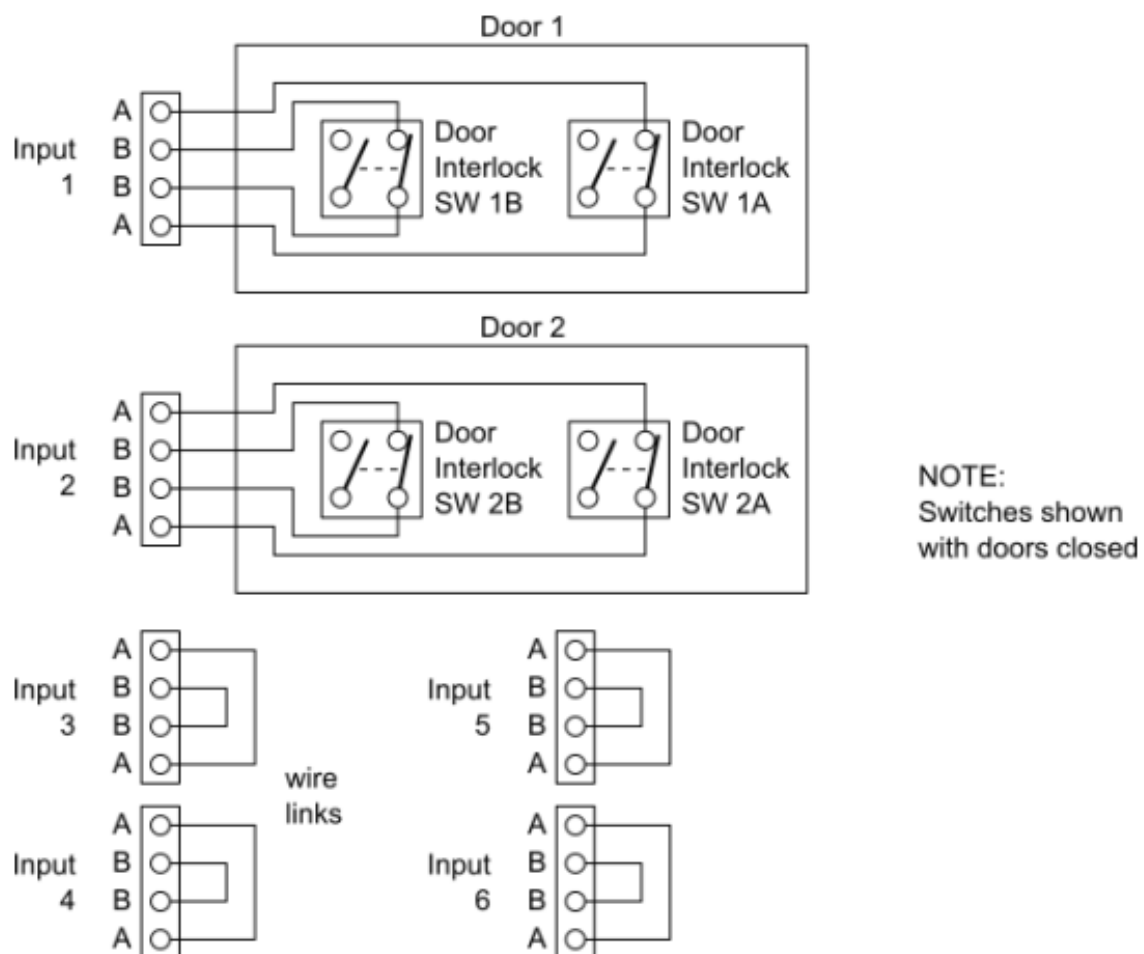 Door 1
A
Input
1
B
B
A
Door
Interlock
SW 1B
Door
Interlock
SW 1A
Door 2
A
Input
2
B
B
A
Door
Interlock
SW 2B
Door
Interlock
SW 2A
NOTE:
Switches shown
with doors closed
Input
3
A
B
B
A
Input
5
A
B
B
A
wire
links
Input
4
A
B
B
A
Input
6
A
B
B
A